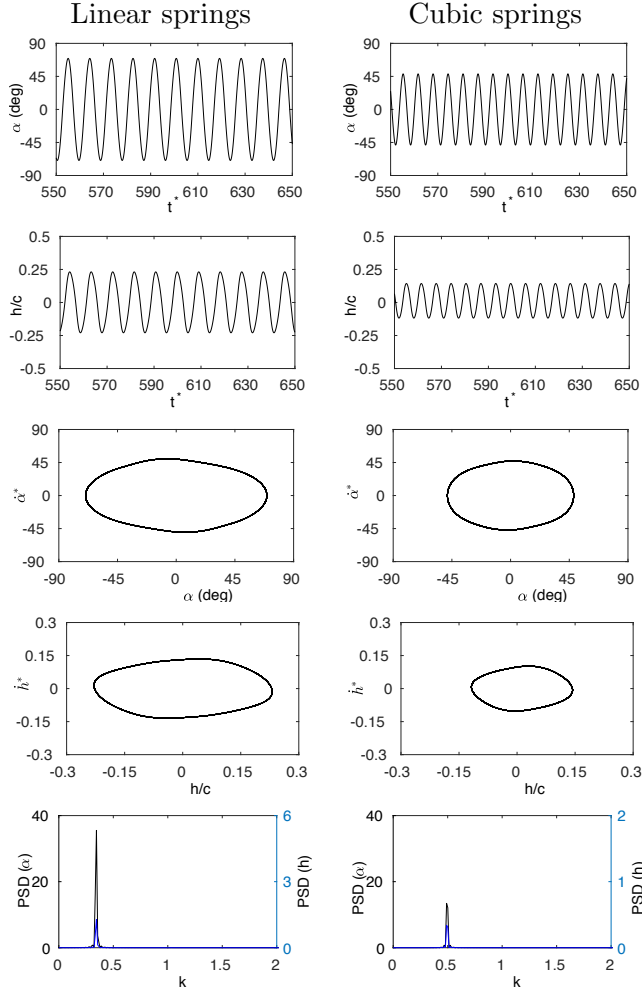 Linear springs
Cubic springs
α (deg)
90
45
0
-45
-90
550 570 590 610 630 650
t*
α (deg)
90
45
0
-45
-90
550 570 590 610 630 650
t*
h/c
0.5
0.25
0
-0.25
-0.5
550 570 590 610 630 650
t*
h/c
0.5
0.25
0
-0.25
-0.5
550 570 590 610 630 650
t*
α̇*
90
45
0
-45
-90
-90 -45 0 45 90
α (deg)
α̇*
90
45
0
-45
-90
-90 -45 0 45 90
α (deg)
ḣ*
0.3
0.15
0
-0.15
-0.3
-0.3 -0.15 0 0.15 0.3
h/c
ḣ*
0.3
0.15
0
-0.15
-0.3
-0.3 -0.15 0 0.15 0.3
h/c
PSD (α)
40
20
0
0 0.5 1 1.5 2
k
6
3
0
PSD (h)
PSD (α)
40
20
0
0 0.5 1 1.5 2
k
2
1
0
PSD (h)